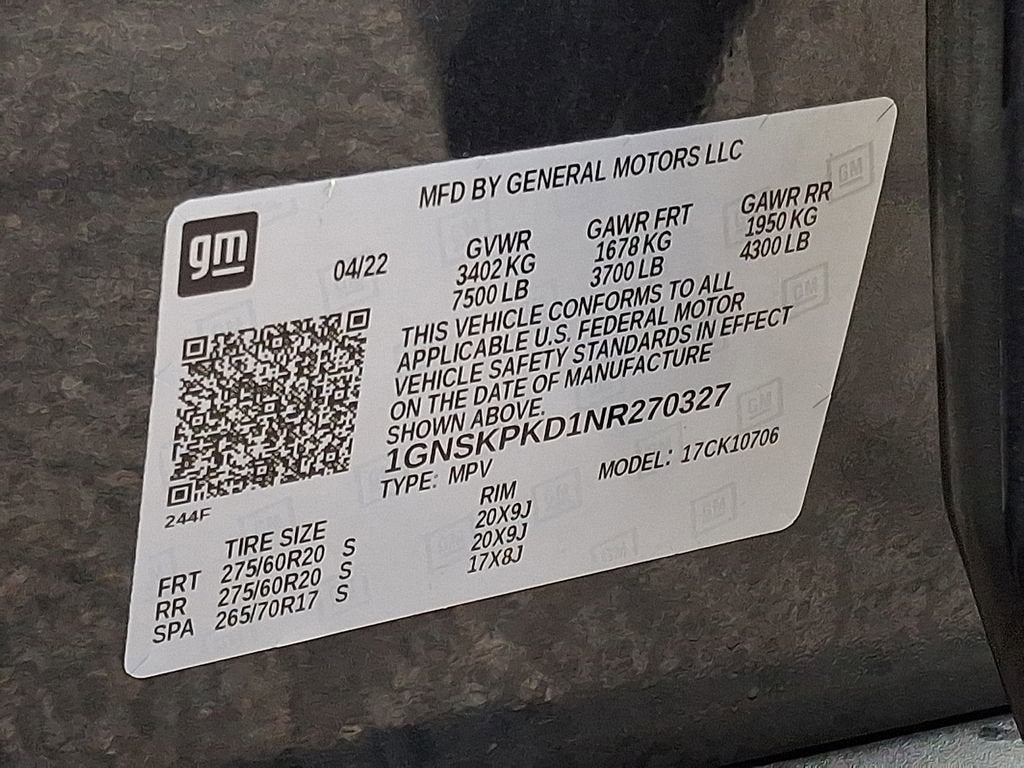 MFD BY GENERAL MOTORS LLC
gm
04/22
GVWR
3402 KG
7500 LB
GAWR FRT
1678 KG
3700 LB
GAWR RR
1950 KG
4300 LB
THIS VEHICLE CONFORMS TO ALL
APPLICABLE U.S. FEDERAL MOTOR
VEHICLE SAFETY STANDARDS IN EFFECT
ON THE DATE OF MANUFACTURE
SHOWN ABOVE.
1GNSKPKD1NR270327
TYPE: MPV MODEL: 17CK10706
244F
TIRE SIZE RIM
FRT 275/60R20 S 20X9J
RR 275/60R20 S 20X9J
SPA 265/70R17 S 17X8J